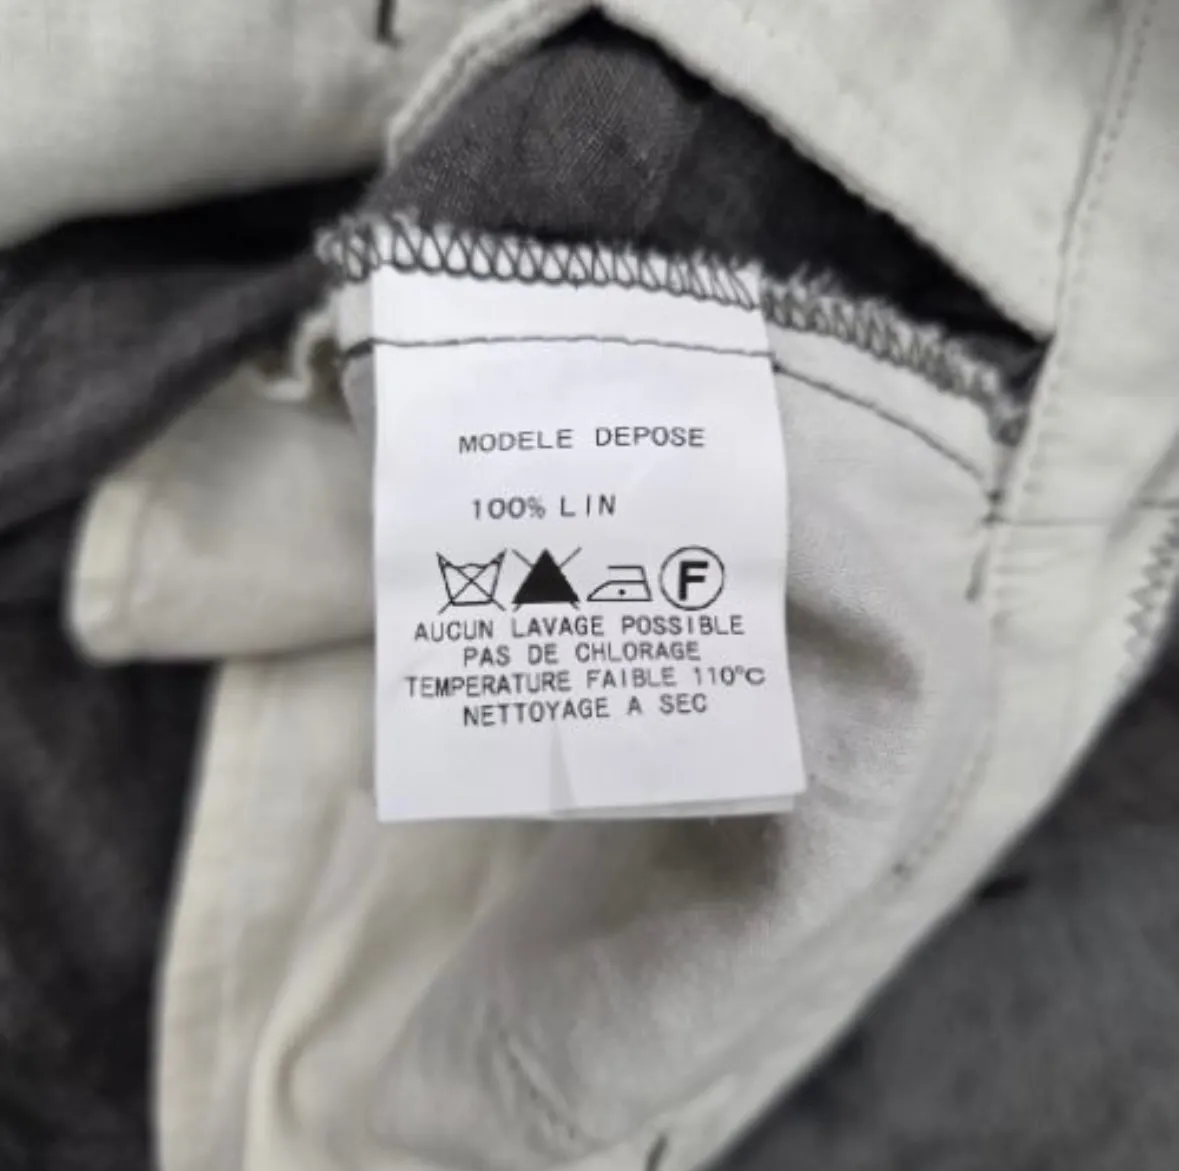 MODELE DEPOSE
100% LIN
F
AUCUN LAVAGE POSSIBLE
PAS DE CHLORAGE
TEMPERATURE FAIBLE 110°C
NETTOYAGE A SEC